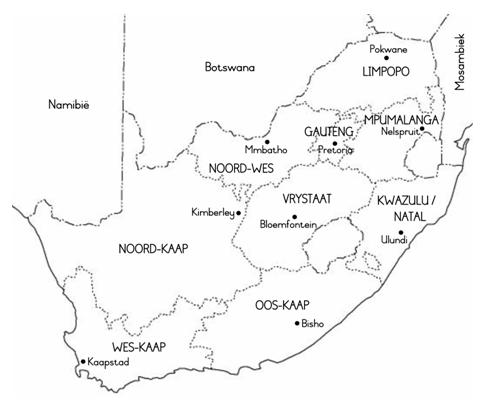 Pokwane
LIMPOPO
Mosambiek
Botswana
Namibië
MPUMALANGA
Nelspruit
GAUTENG
Pretoria
Mmbatho
NOORD-WES
VRYSTAAT
KWAZULU /
NATAL
Kimberley
Bloemfontein
Ulundi
NOORD-KAAP
OOS-KAAP
Bisho
WES-KAAP
Kaapstad